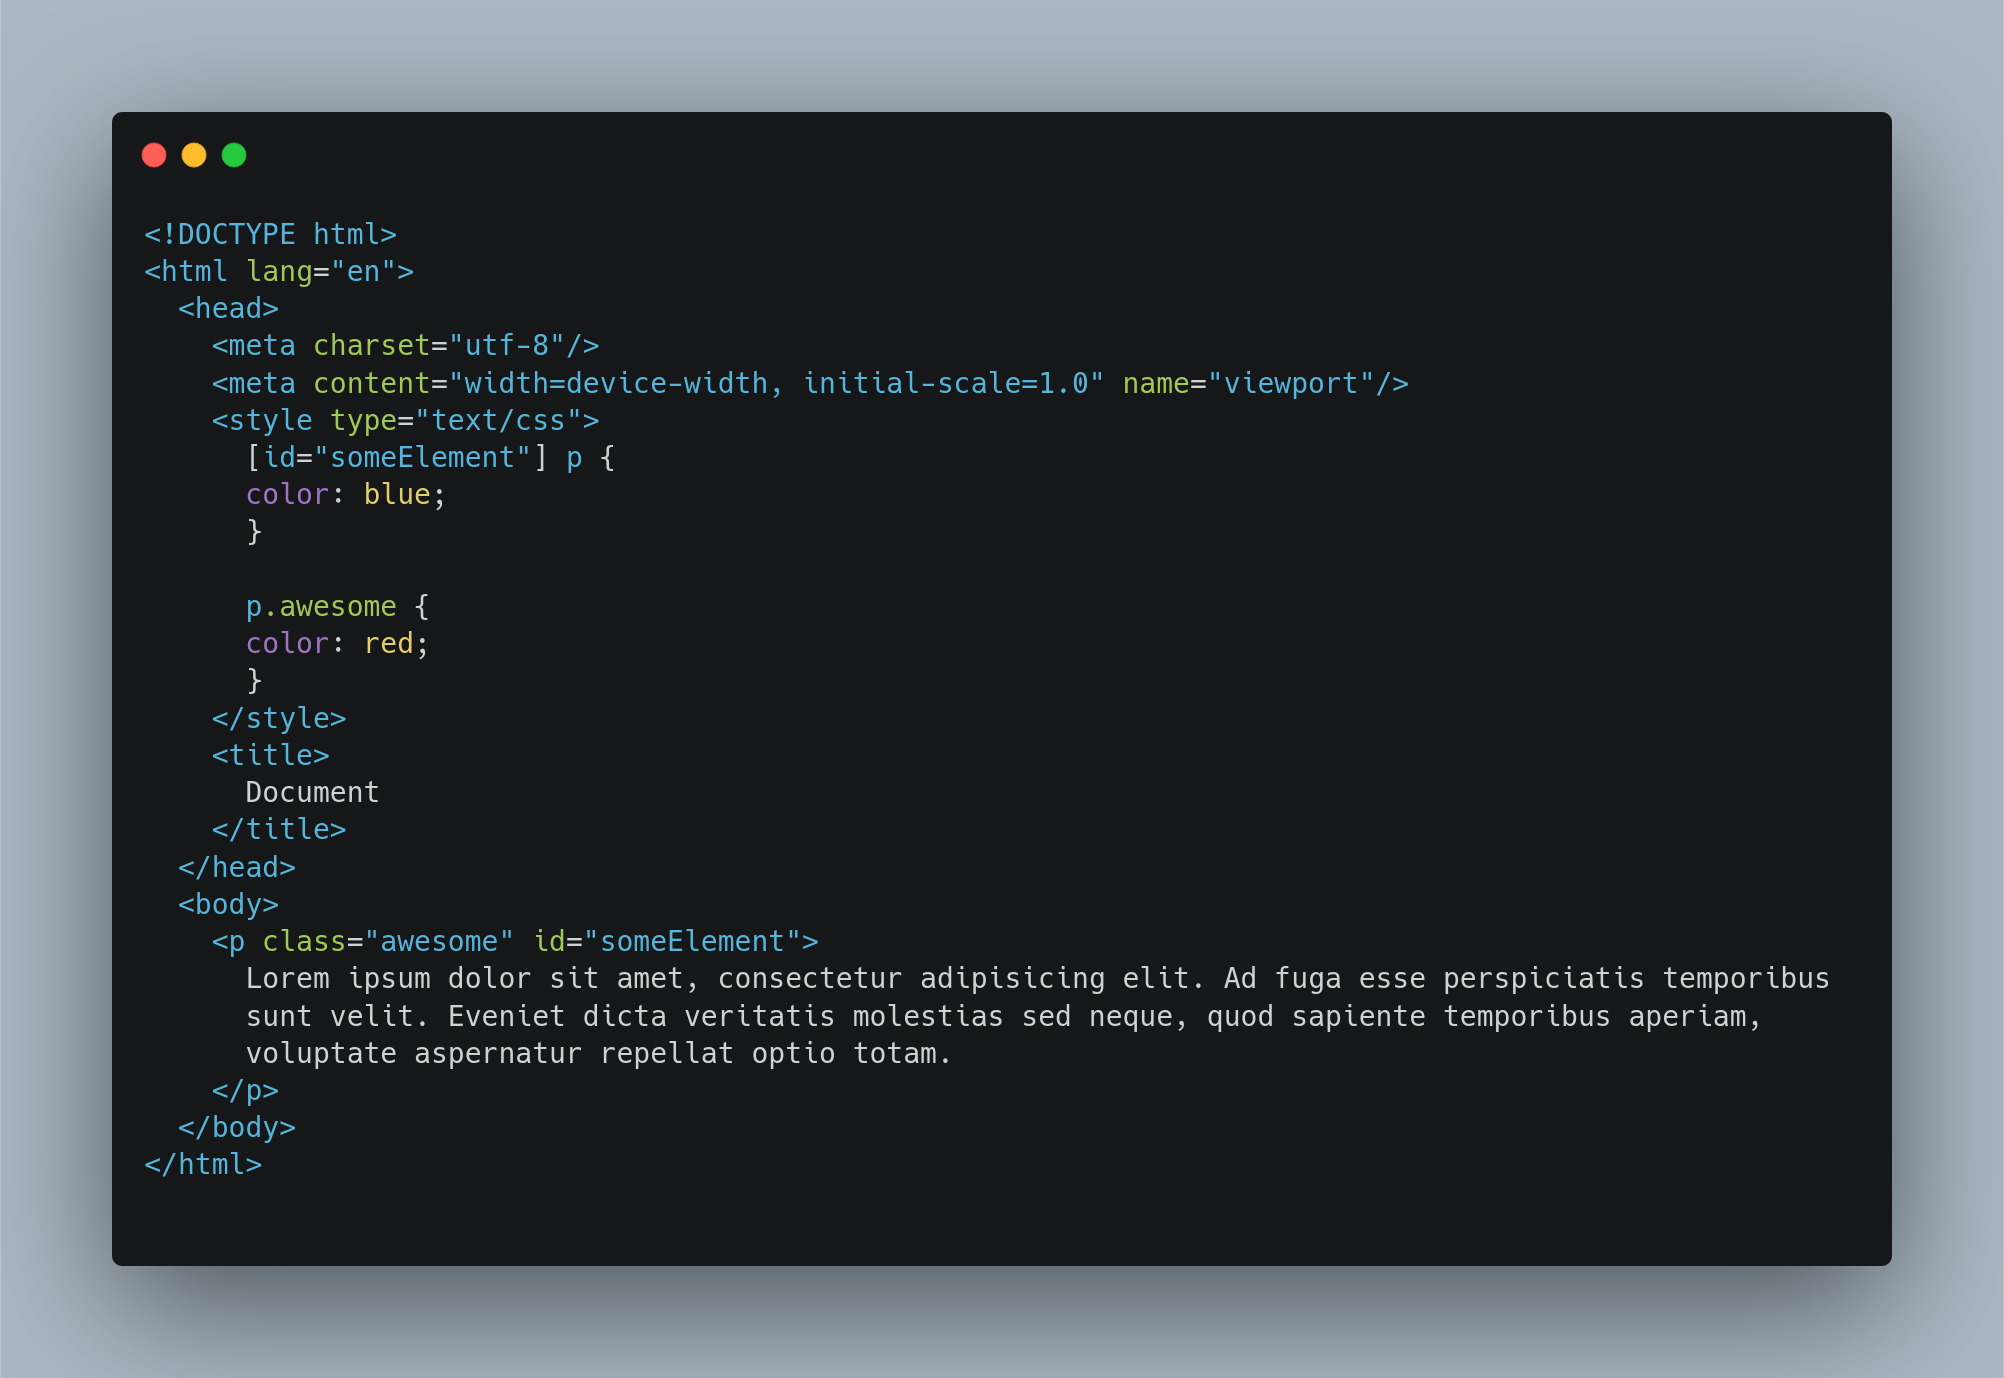 <!DOCTYPE html>
<html lang="en">
  <head>
    <meta charset="utf-8"/>
    <meta content="width=device-width, initial-scale=1.0" name="viewport"/>
    <style type="text/css">
      [id="someElement"] p {
      color: blue;
      }

      p.awesome {
      color: red;
      }
    </style>
    <title>
      Document
    </title>
  </head>
  <body>
    <p class="awesome" id="someElement">
      Lorem ipsum dolor sit amet, consectetur adipisicing elit. Ad fuga esse perspiciatis temporibus
      sunt velit. Eveniet dicta veritatis molestias sed neque, quod sapiente temporibus aperiam,
      voluptate aspernatur repellat optio totam.
    </p>
  </body>
</html>